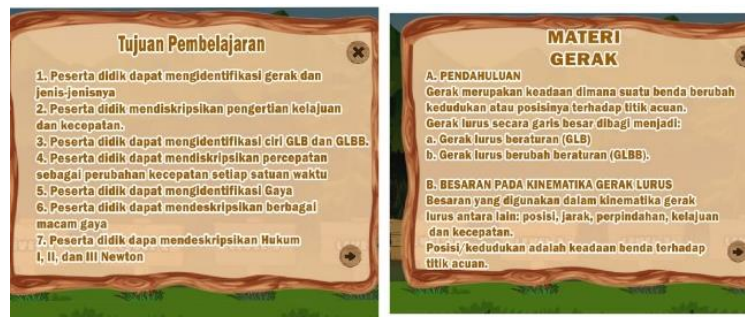 Tujuan Pembelajaran
1. Peserta didik dapat mengidentifikasi gerak dan
jenis-jenisnya
2. Peserta didik mendiskripsikan pengertian kelajuan
dan kecepatan.
3. Peserta didik dapat mengidentifikasi ciri GLB dan GLBB.
4. Peserta didik dapat mendiskripsikan percepatan
sebagai perubahan kecepatan setiap satuan waktu
5. Peserta didik dapat mengidentifikasi Gaya
6. Peserta didik dapat mendeskripsikan berbagai
macam gaya
7. Peserta didik dapa mendeskripsikan Hukum
I, II, dan III Newton
MATERI
GERAK
A. PENDAHULUAN
Gerak merupakan keadaan dimana suatu benda berubah
kedudukan atau posisinya terhadap titik acuan.
Gerak lurus secara garis besar dibagi menjadi:
a. Gerak lurus beraturan (GLB)
b. Gerak lurus berubah beraturan (GLBB).
B. BESARAN PADA KINEMATIKA GERAK LURUS
Besaran yang digunakan dalam kinematika gerak
lurus antara lain: posisi, jarak, perpindahan, kelajuan
dan kecepatan.
Posisi/kedudukan adalah keadaan benda terhadap
titik acuan.